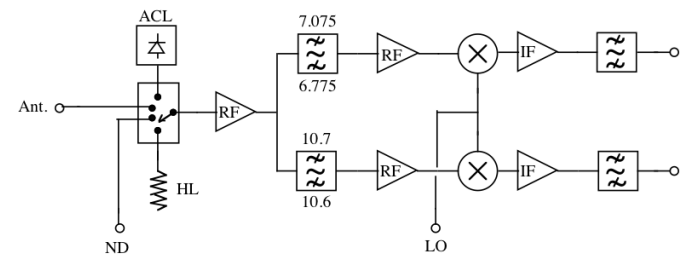 ACL
7.075
6.775
Ant.
RF
RF
IF
HL
10.7
10.6
RF
IF
ND
LO